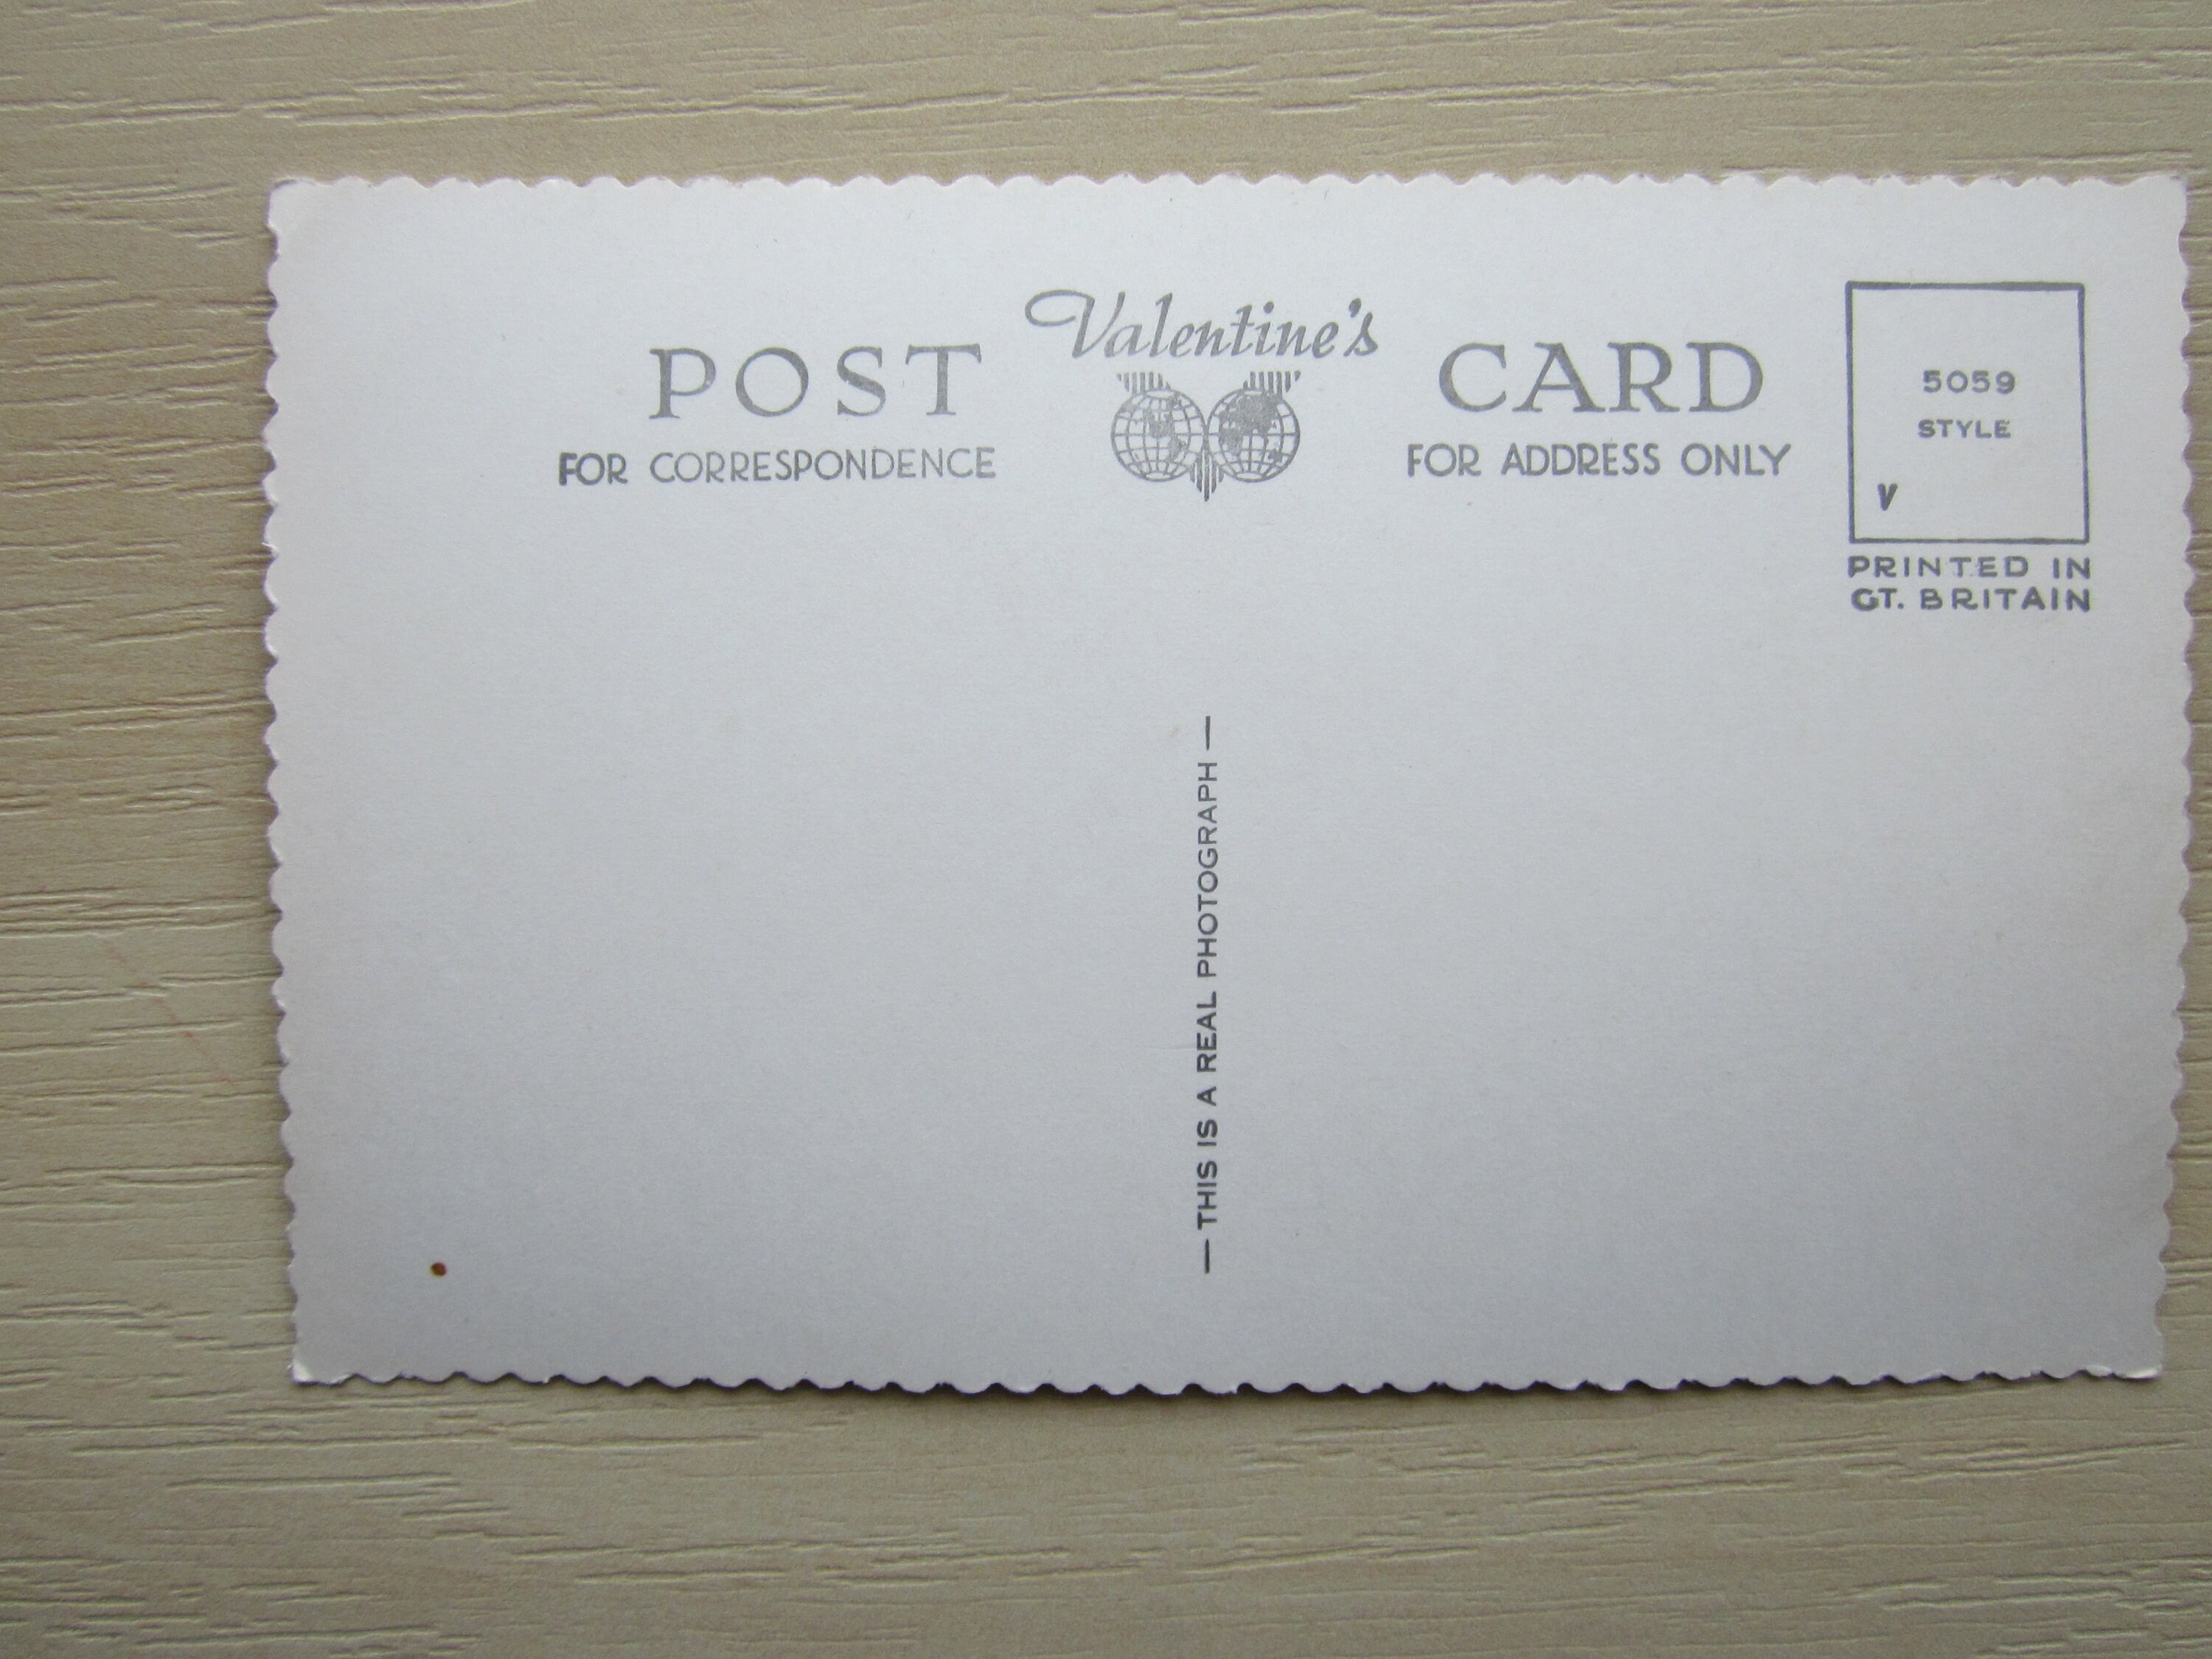 Valentine's
POST CARD
FOR CORRESPONDENCE
FOR ADDRESS ONLY
5059
STYLE
V
PRINTED IN
GT. BRITAIN
— THIS IS A REAL PHOTOGRAPH —